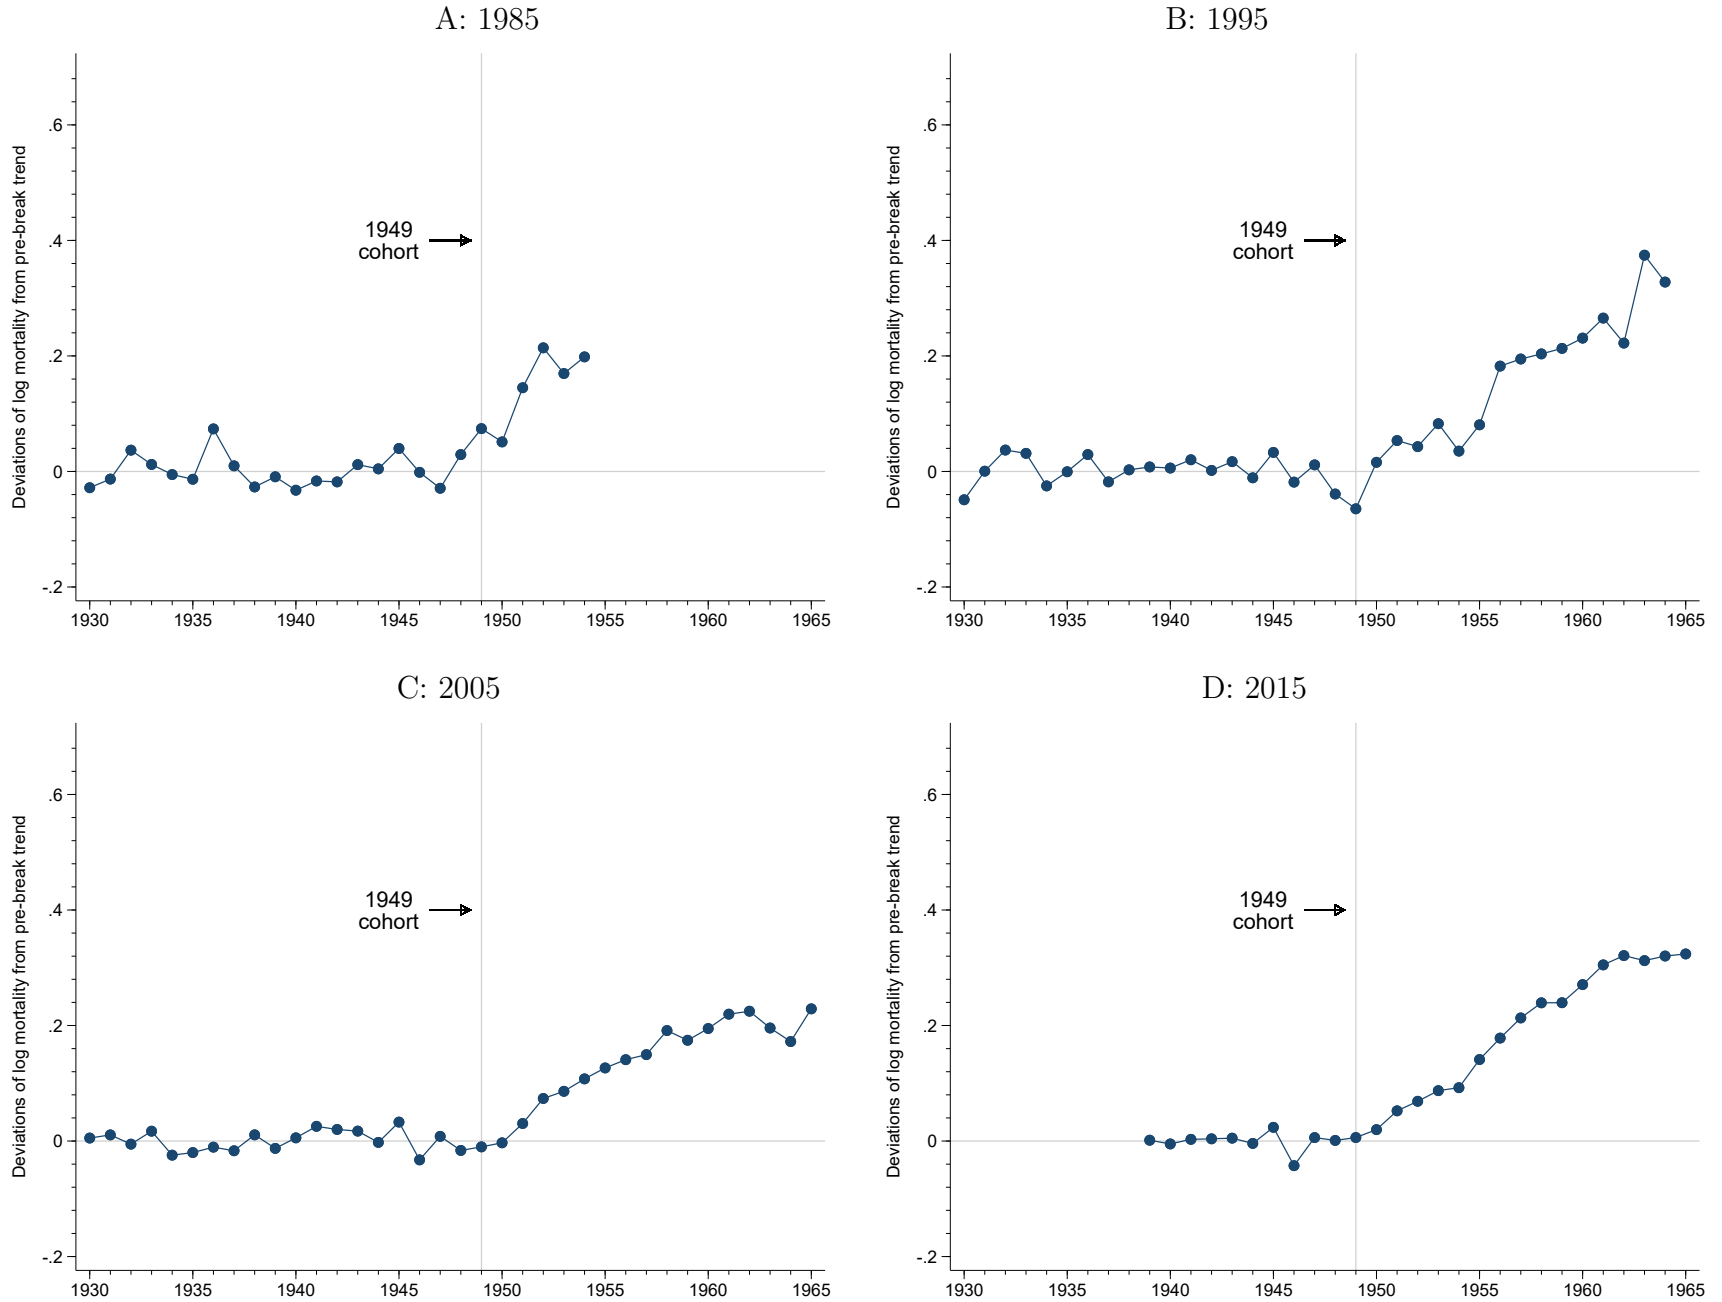 A: 1985
Deviations of log mortality from pre-break trend
.6
.4
.2
0
-.2
1949
cohort
1930 1935 1940 1945 1950 1955 1960 1965
B: 1995
Deviations of log mortality from pre-break trend
.6
.4
.2
0
-.2
1949
cohort
1930 1935 1940 1945 1950 1955 1960 1965
C: 2005
Deviations of log mortality from pre-break trend
.6
.4
.2
0
-.2
1949
cohort
1930 1935 1940 1945 1950 1955 1960 1965
D: 2015
Deviations of log mortality from pre-break trend
.6
.4
.2
0
-.2
1949
cohort
1930 1935 1940 1945 1950 1955 1960 1965